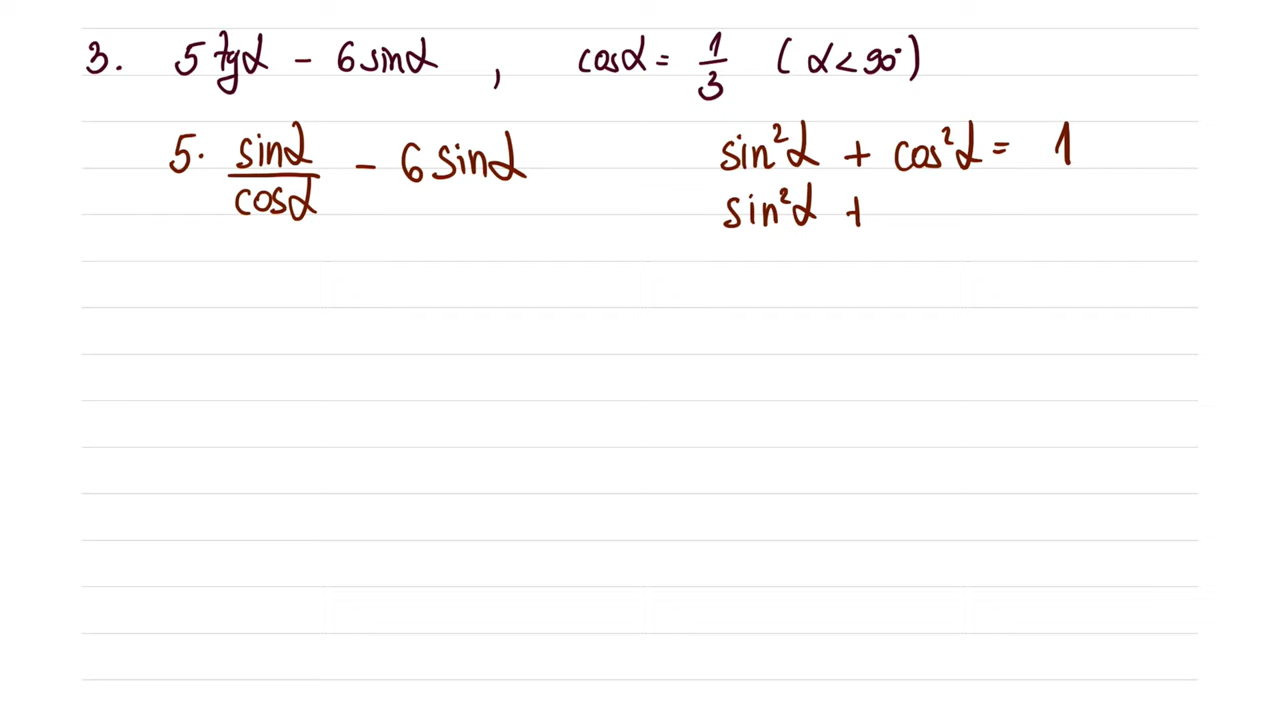 3. 5 tgα - 6 sinα , cosα = 1/3 (α < 90°)
5 · sinα/cosα - 6 sinα
sin²α + cos²α = 1
sin²α +